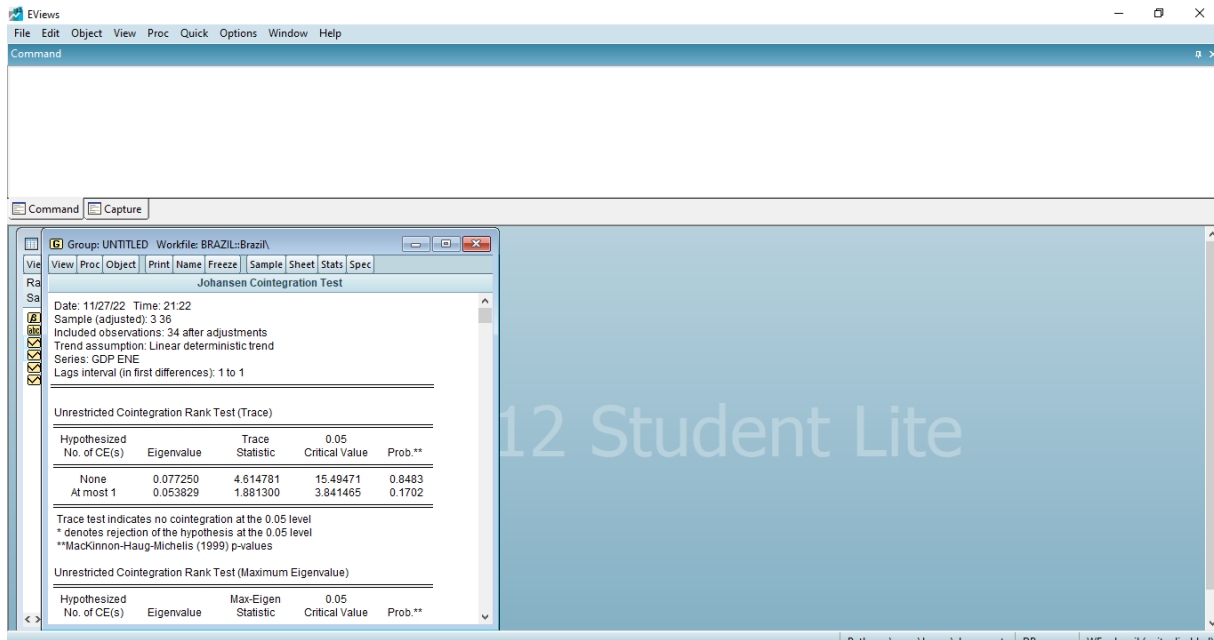 EViews
File Edit Object View Proc Quick Options Window Help
Command
Command Capture
Group: UNTITLED Workfile: BRAZIL::Brazil\
Vie View Proc Object Print Name Freeze Sample Sheet Stats Spec
Ra Johansen Cointegration Test
Sa
Date: 11/27/22 Time: 21:22
Sample (adjusted): 3 36
Included observations: 34 after adjustments
Trend assumption: Linear deterministic trend
Series: GDP ENE
Lags interval (in first differences): 1 to 1
Unrestricted Cointegration Rank Test (Trace)
Hypothesized Trace 0.05
No. of CE(s) Eigenvalue Statistic Critical Value Prob.**
None 0.077250 4.614781 15.49471 0.8483
At most 1 0.053829 1.881300 3.841465 0.1702
Trace test indicates no cointegration at the 0.05 level
* denotes rejection of the hypothesis at the 0.05 level
**MacKinnon-Haug-Michelis (1999) p-values
Unrestricted Cointegration Rank Test (Maximum Eigenvalue)
Hypothesized Max-Eigen 0.05
No. of CE(s) Eigenvalue Statistic Critical Value Prob.**
12 Student Lite